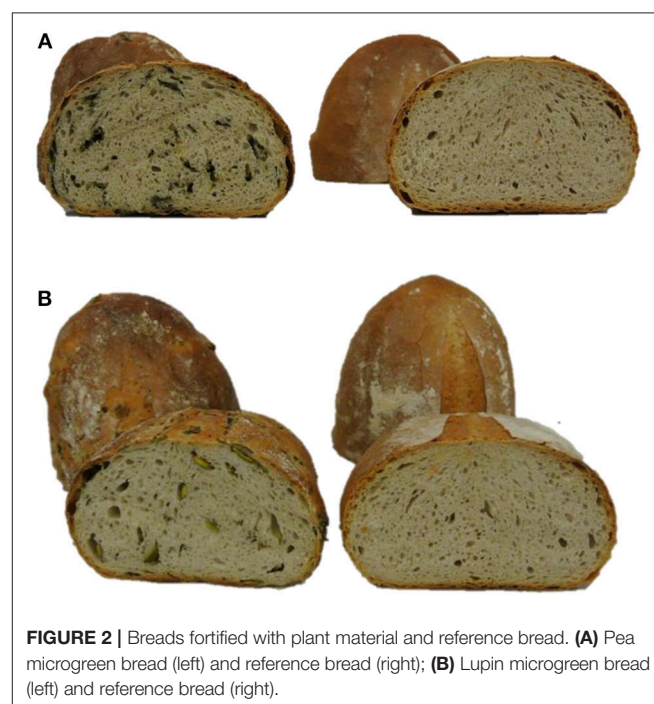 A
B
FIGURE 2 | Breads fortified with plant material and reference bread. (A) Pea
microgreen bread (left) and reference bread (right); (B) Lupin microgreen bread
(left) and reference bread (right).